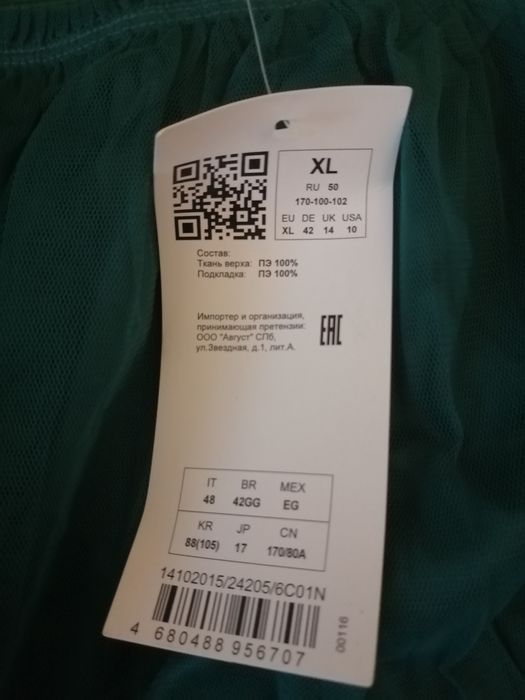 XL
RU 50
170-100-102
EU DE UK USA
XL 42 14 10
Состав:
Ткань верха: ПЭ 100%
Подкладка: ПЭ 100%
Импортер и организация,
принимающая претензии:
ООО "Август" СПб,
ул.Звездная, д.1, лит.А.
EAC
IT BR MEX
48 42GG EG
KR JP CN
88(105) 17 170/80A
14102015/24205/6C01N
4 680488 956707
00116